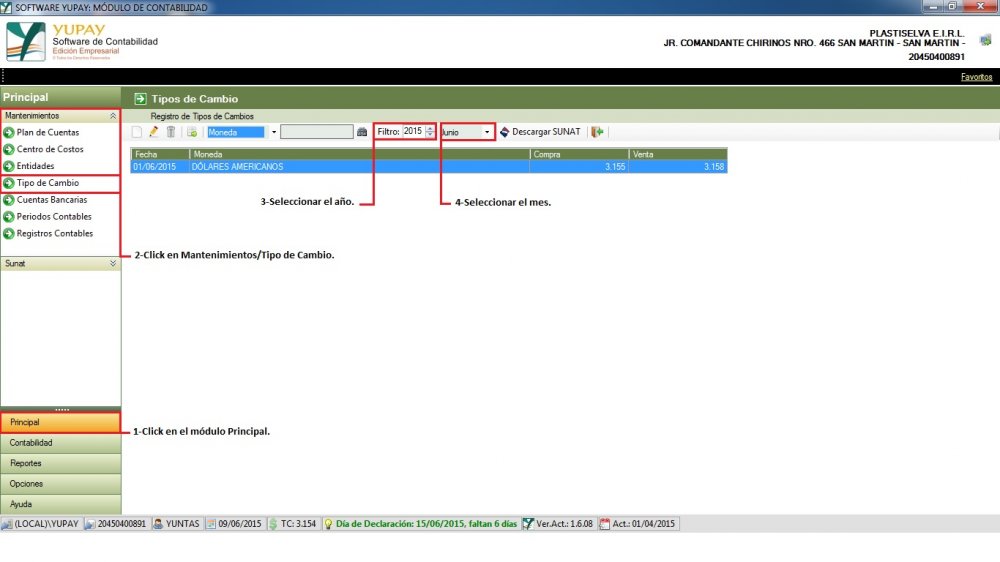 SOFTWARE YUPAY: MÓDULO DE CONTABILIDAD
YUPAY
Software de Contabilidad
Edición Empresarial
© Todos los Derechos Reservados
PLASTISELVA E.I.R.L.
JR. COMANDANTE CHIRINOS NRO. 466 SAN MARTIN - SAN MARTIN -
20450400891
Favoritos
Principal
Tipos de Cambio
Mantenimientos
Registro de Tipos de Cambios
Plan de Cuentas
Moneda
Filtro: 2015
Junio
Descargar SUNAT
Centro de Costos
Fecha Moneda Compra Venta
Entidades
01/06/2015 DÓLARES AMERICANOS 3.155 3.158
Tipo de Cambio
Cuentas Bancarias
3-Seleccionar el año.
4-Seleccionar el mes.
Periodos Contables
Registros Contables
2-Click en Mantenimientos/Tipo de Cambio.
Sunat
Principal
1-Click en el módulo Principal.
Contabilidad
Reportes
Opciones
Ayuda
(LOCAL)\YUPAY 20450400891 YUNTAS 09/06/2015 TC: 3.154 Día de Declaración: 15/06/2015, faltan 6 días Ver.Act.: 1.6.08 Act.: 01/04/2015